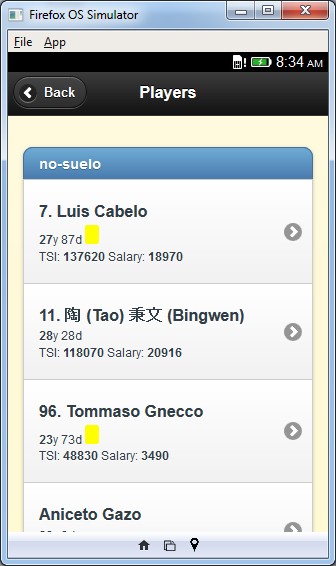 Firefox OS Simulator
File App
8:34 AM
Back
Players
no-suelo
7. Luis Cabelo
27y 87d
TSI: 137620 Salary: 18970
11. 陶 (Tao) 秉文 (Bingwen)
28y 28d
TSI: 118070 Salary: 20916
96. Tommaso Gnecco
23y 73d
TSI: 48830 Salary: 3490
Aniceto Gazo